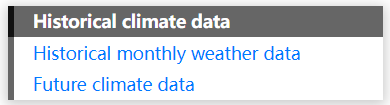 Historical climate data
Historical monthly weather data
Future climate data